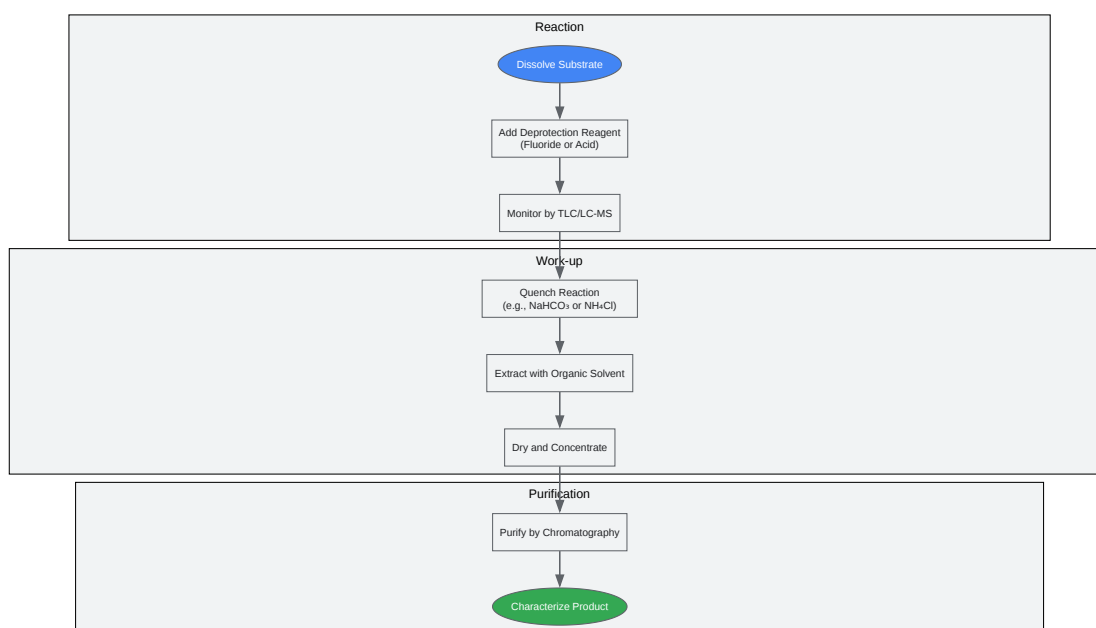 Reaction
Dissolve Substrate
Add Deprotection Reagent
(Fluoride or Acid)
Monitor by TLC/LC-MS
Work-up
Quench Reaction
(e.g., NaHCO₃ or NH₄Cl)
Extract with Organic Solvent
Dry and Concentrate
Purification
Purify by Chromatography
Characterize Product